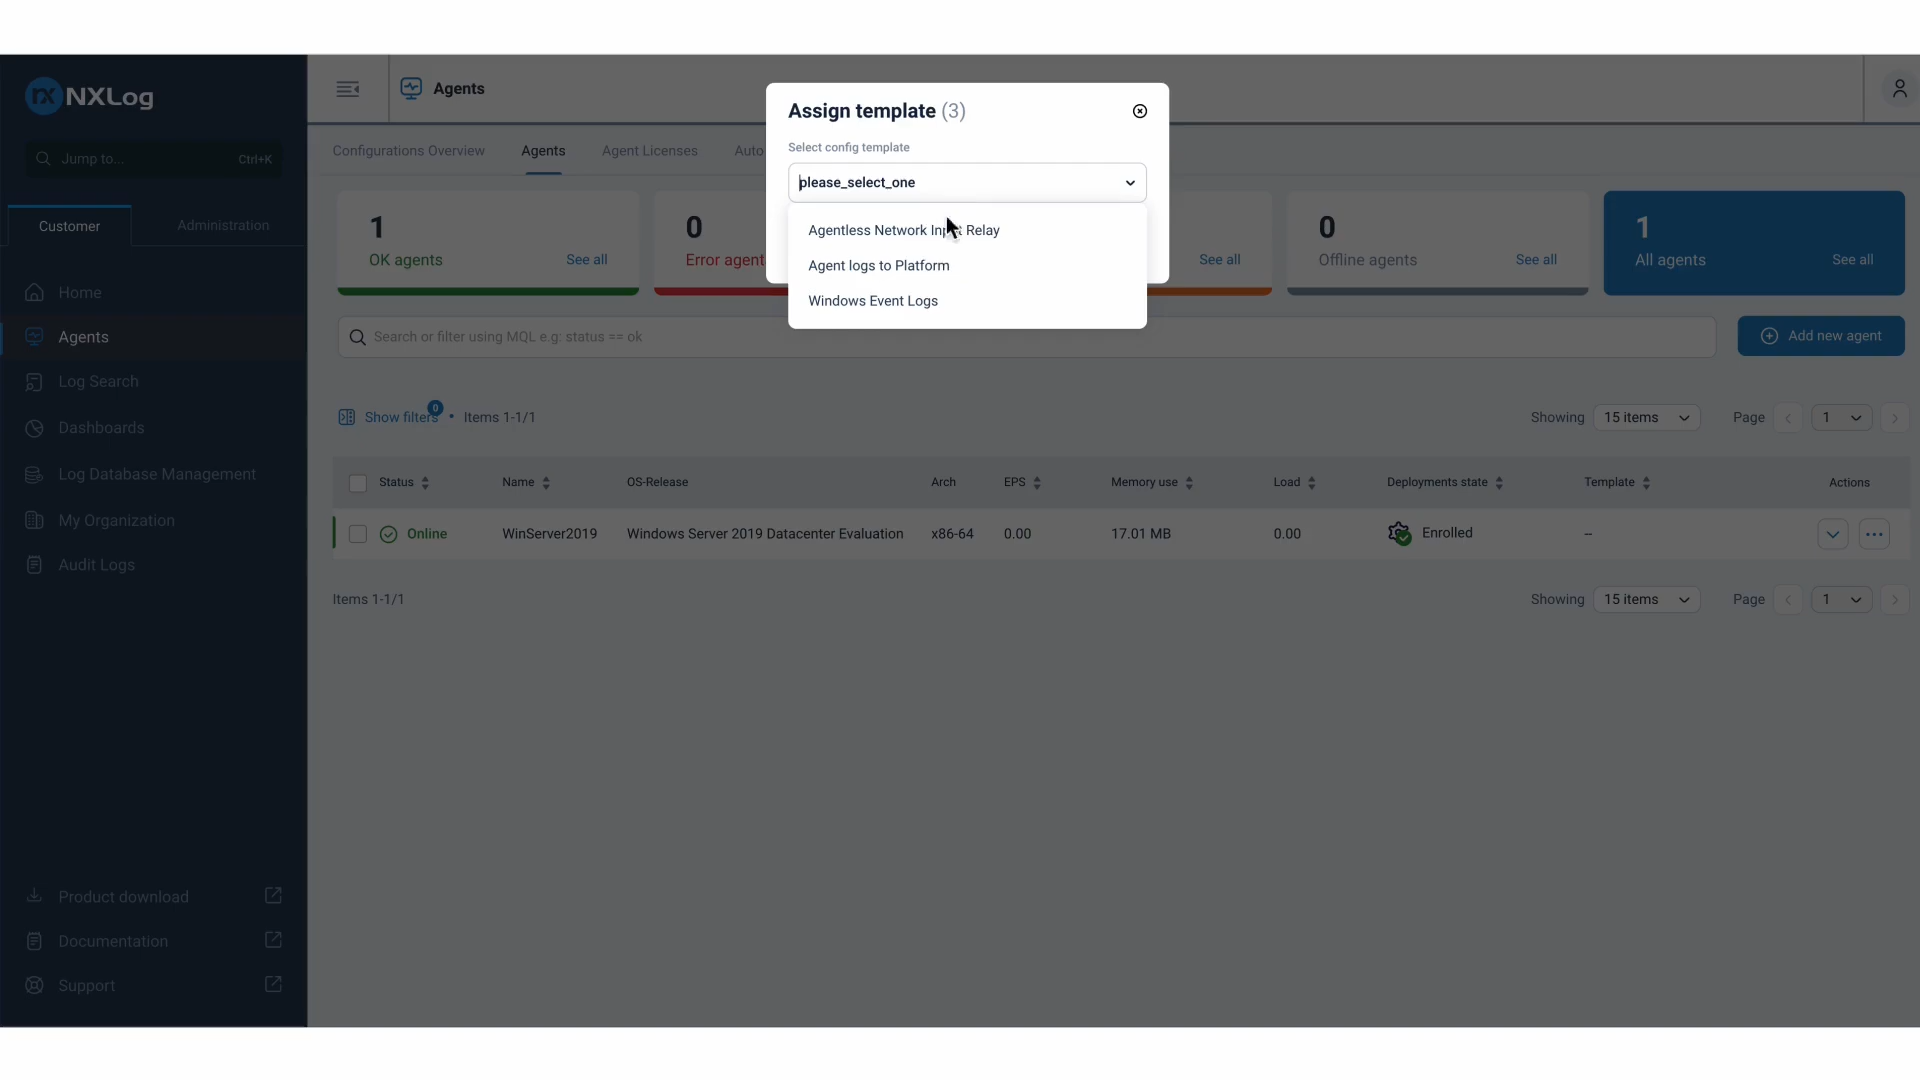 NXLog
Jump to...
Ctrl+K
Customer
Administration
Home
Agents
Log Search
Dashboards
Log Database Management
My Organization
Audit Logs
Product download
Documentation
Support
Agents
Configurations Overview
Agents
Agent Licenses
Auto
Assign template (3)
Select config template
please_select_one
Agentless Network Input Relay
Agent logs to Platform
Windows Event Logs
1
OK agents
See all
0
Error agent
See all
0
Offline agents
See all
1
All agents
See all
Search or filter using MQL e.g: status == ok
Add new agent
Show filters
0
• Items 1-1/1
Showing
15 items
Page
1
Status
Name
OS-Release
Arch
EPS
Memory use
Load
Deployments state
Template
Actions
Online
WinServer2019
Windows Server 2019 Datacenter Evaluation
x86-64
0.00
17.01 MB
0.00
Enrolled
--
Items 1-1/1
Showing
15 items
Page
1